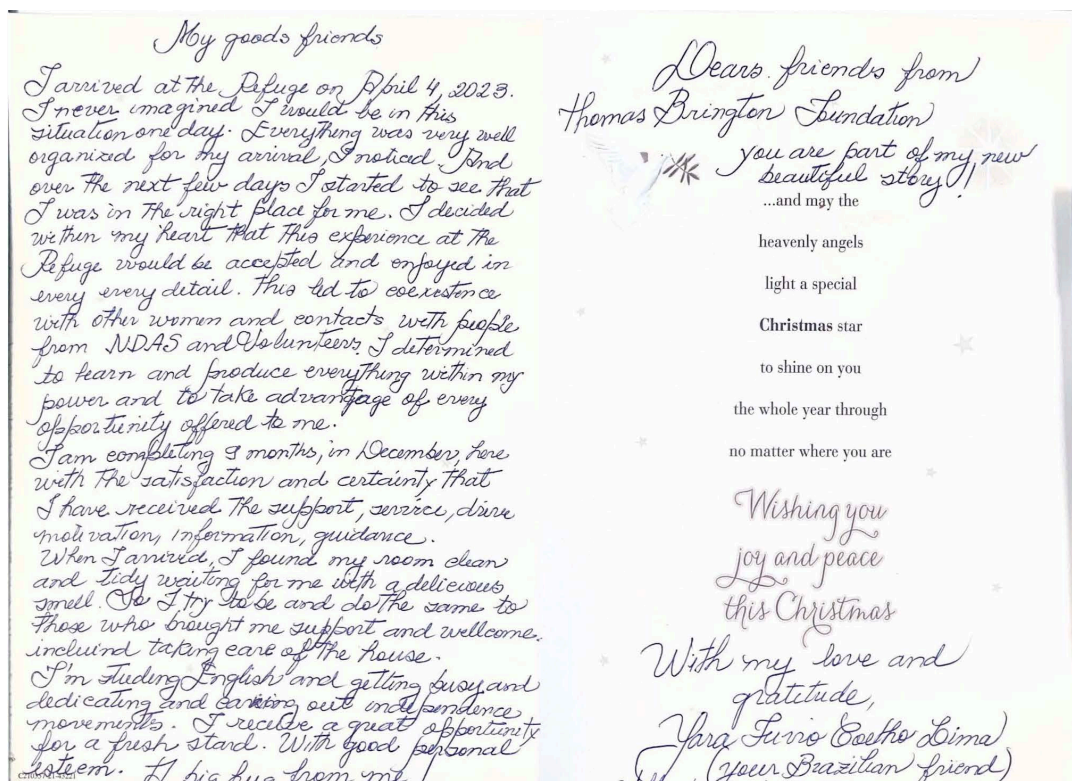 My goods friends
I arrived at the Refuge on April 4, 2023.
I never imagined I would be in this
situation one day. Everything was very well
organized for my arrival, I noticed. And
over the next few days I started to see that
I was in the right place for me. I decided
within my heart that this experience at the
Refuge would be accepted and enjoyed in
every every detail. This led to coexistence
with other women and contacts with people
from NDAS and Volunteers. I determined
to learn and produce everything within my
power and to take advantage of every
opportunity offered to me.
I am completing 9 months, in December, here
with the satisfaction and certainty that
I have received the support, service, drive
motivation, information, guidance.
When I arrived, I found my room clean
and tidy waiting for me with a delicious
smell. So I try to be and do the same to
those who brought me support and wellcome.
incluind taking care of the house.
I'm studing English and getting busy and
dedicating and out independence
movements. I receive a great opportunity
for a fresh stard. With good personal
esteem. A big hug from me
Dears friends from
Thomas Brington Foundation
you are part of my new
beautiful story!
...and may the
heavenly angels
light a special
Christmas star
to shine on you
the whole year through
no matter where you are
Wishing you
joy and peace
this Christmas
With my love and
gratitude,
Yara Lima
(your Brazilian friend)